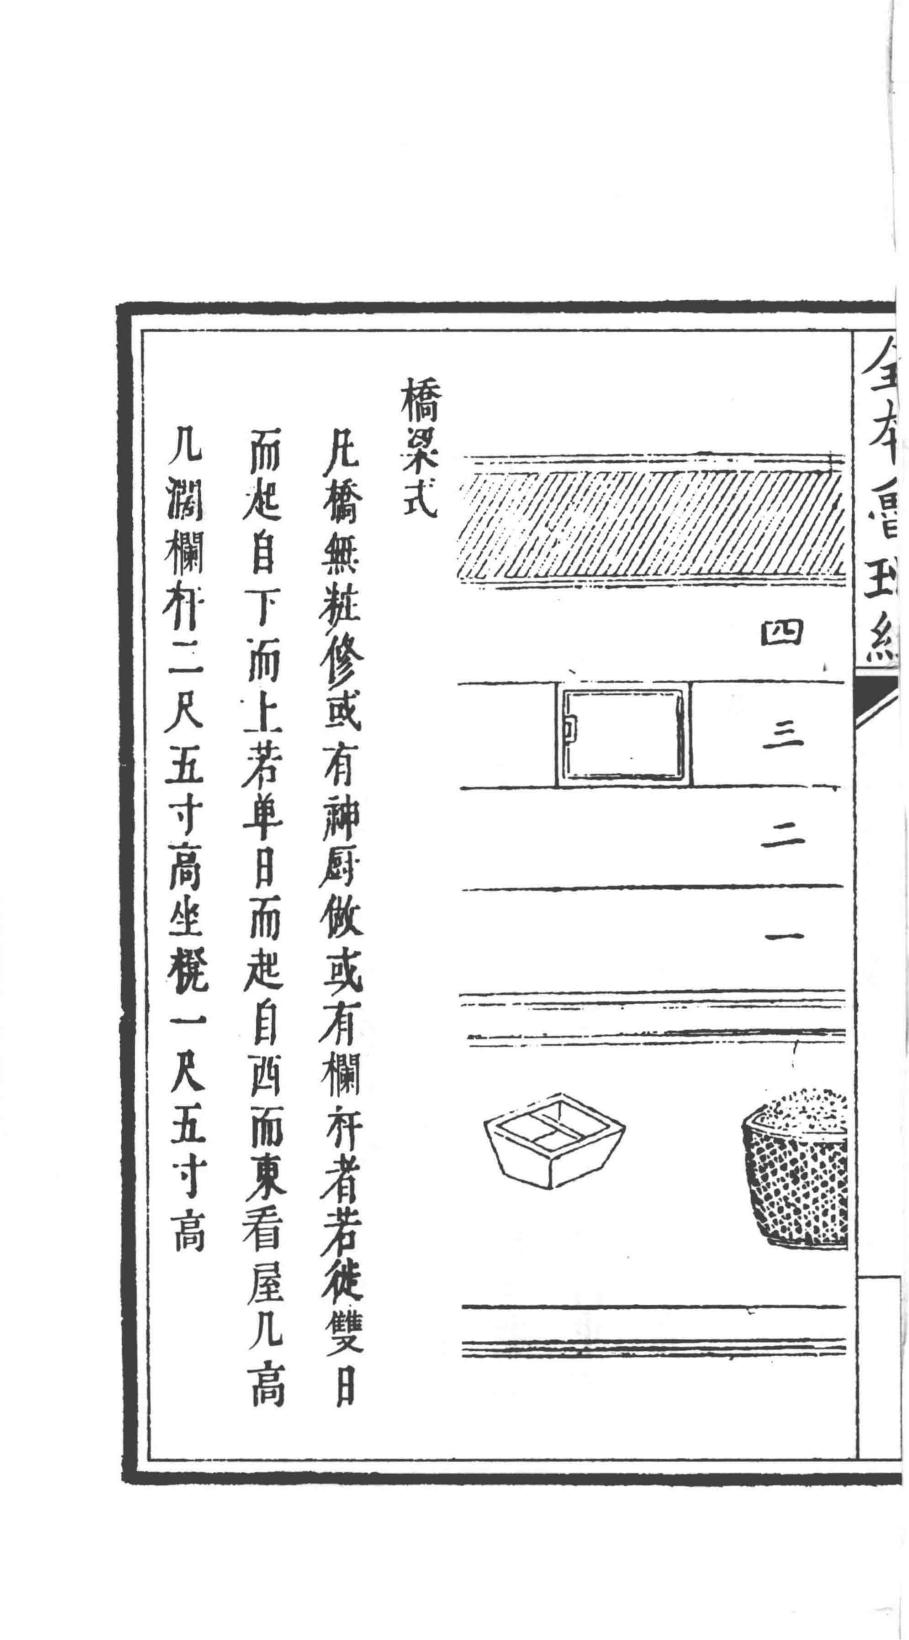 全本魯班經
四
三
二
一
橋梁式
凡橋無粧修或有神厨做或有欄杆者若從雙日
而起自下而上若单日而起自西而東看屋几高
几濶欄杆二尺五寸高坐櫈一尺五寸高